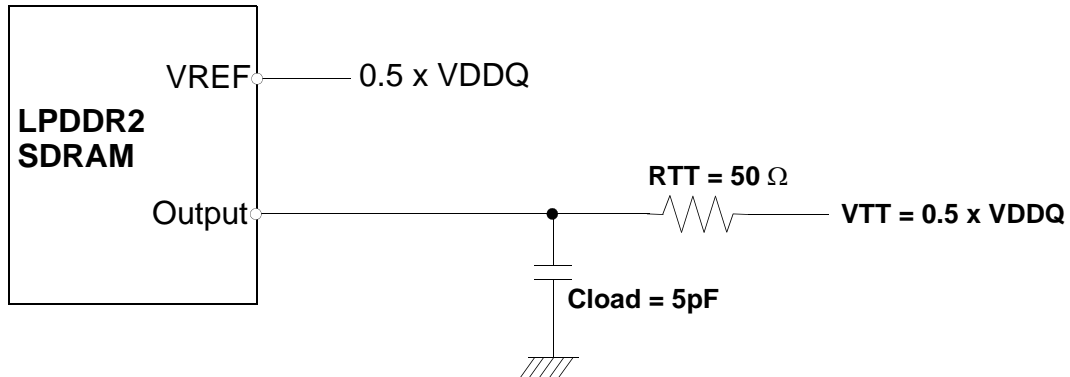 VREF
0.5 x VDDQ
LPDDR2
SDRAM
RTT = 50 Ω
Output
VTT = 0.5 x VDDQ
Cload = 5pF